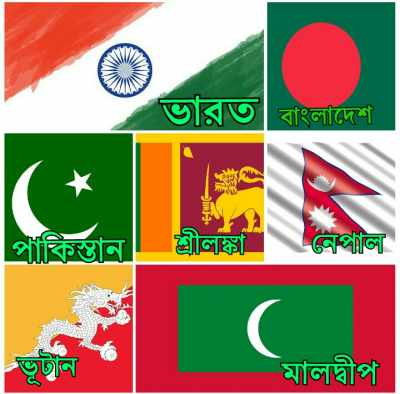 ভারত
বাংলাদেশ
পাকিস্তান
শ্রীলঙ্কা
নেপাল
ভূটান
মালদ্বীপ